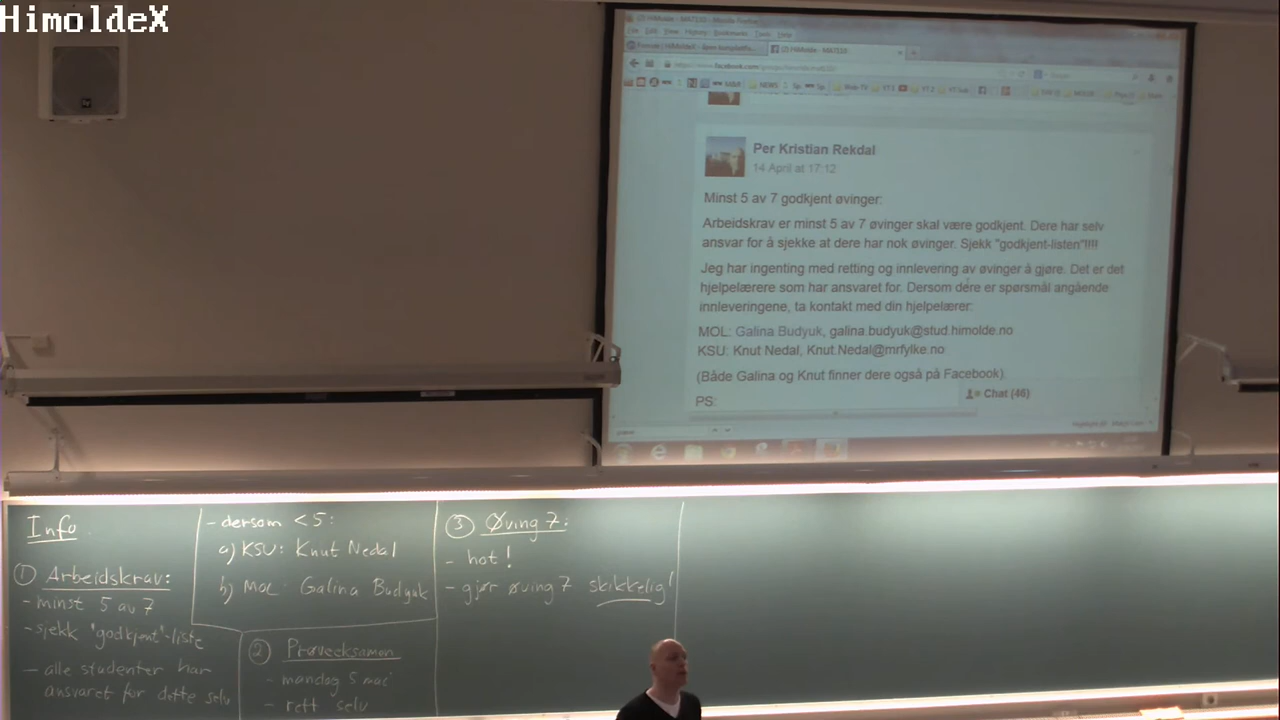 HimoldeX
Per Kristian Rekdal
14 April at 17:12
Minst 5 av 7 godkjent øvinger:
Arbeidskrav er minst 5 av 7 øvinger skal være godkjent. Dere har selv
ansvar for å sjekke at dere har nok øvinger. Sjekk "godkjent-listen"!!!!
Jeg har ingenting med retting og innlevering av øvinger å gjøre. Det er det
hjelpelærere som har ansvaret for. Dersom dere er spørsmål angående
innleveringene, ta kontakt med din hjelpelærer:
MOL: Galina Budyuk, galina.budyuk@stud.himolde.no
KSU: Knut Nedal, Knut.Nedal@mrfylke.no
(Både Galina og Knut finner dere også på Facebook)
PS:
Chat (46)
Info
1 Arbeidskrav:
- minst 5 av 7
- sjekk "godkjent"-liste
- alle studenter har
ansvaret for dette selv
- dersom < 5:
a) KSU: Knut Nedal
b) MOL: Galina Budyuk
2 Prøveeksamen
- mandag 5 mai
- rett selv
3 Øving 7:
- hot!
- gjør øving 7 skikkelig!